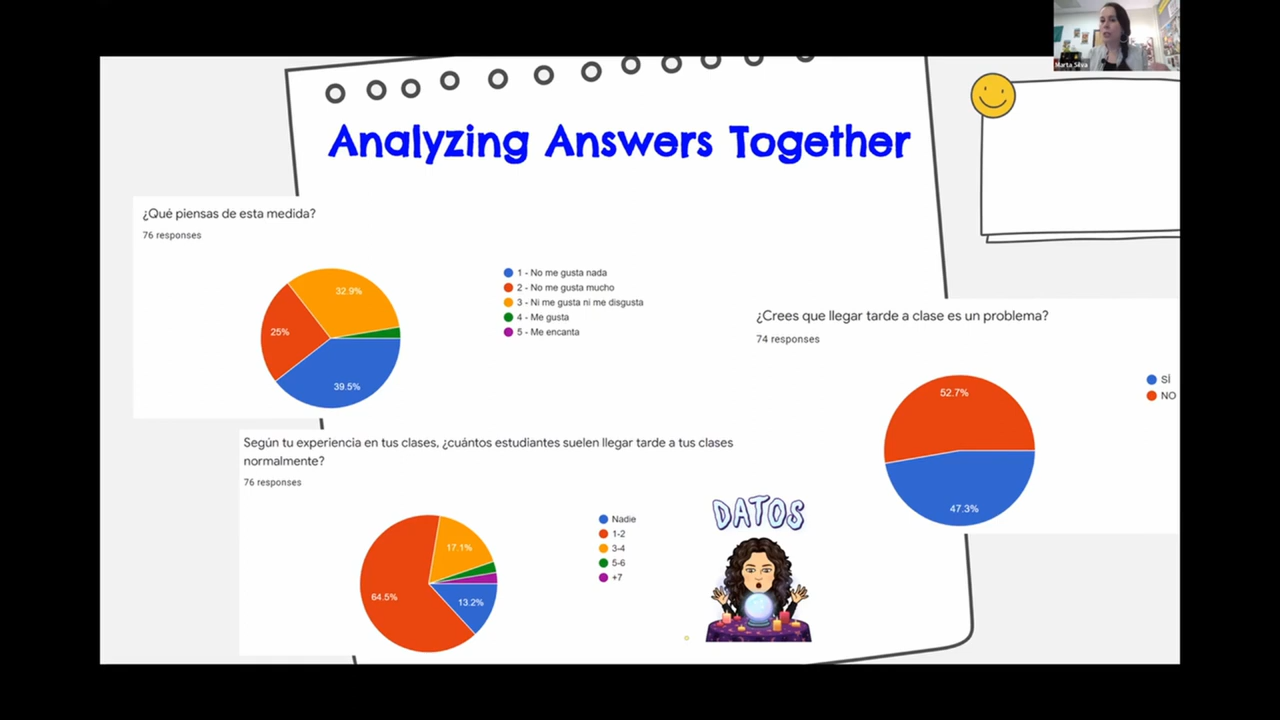 Marta Silva
Analyzing Answers Together
¿Qué piensas de esta medida?
76 responses
32.9%
25%
39.5%
1 - No me gusta nada
2 - No me gusta mucho
3 - Ni me gusta ni me disgusta
4 - Me gusta
5 - Me encanta
¿Crees que llegar tarde a clase es un problema?
74 responses
52.7%
47.3%
SÍ
NO
Según tu experiencia en tus clases, ¿cuántos estudiantes suelen llegar tarde a tus clases
normalmente?
76 responses
17.1%
64.5%
13.2%
Nadie
1-2
3-4
5-6
+7
DATOS